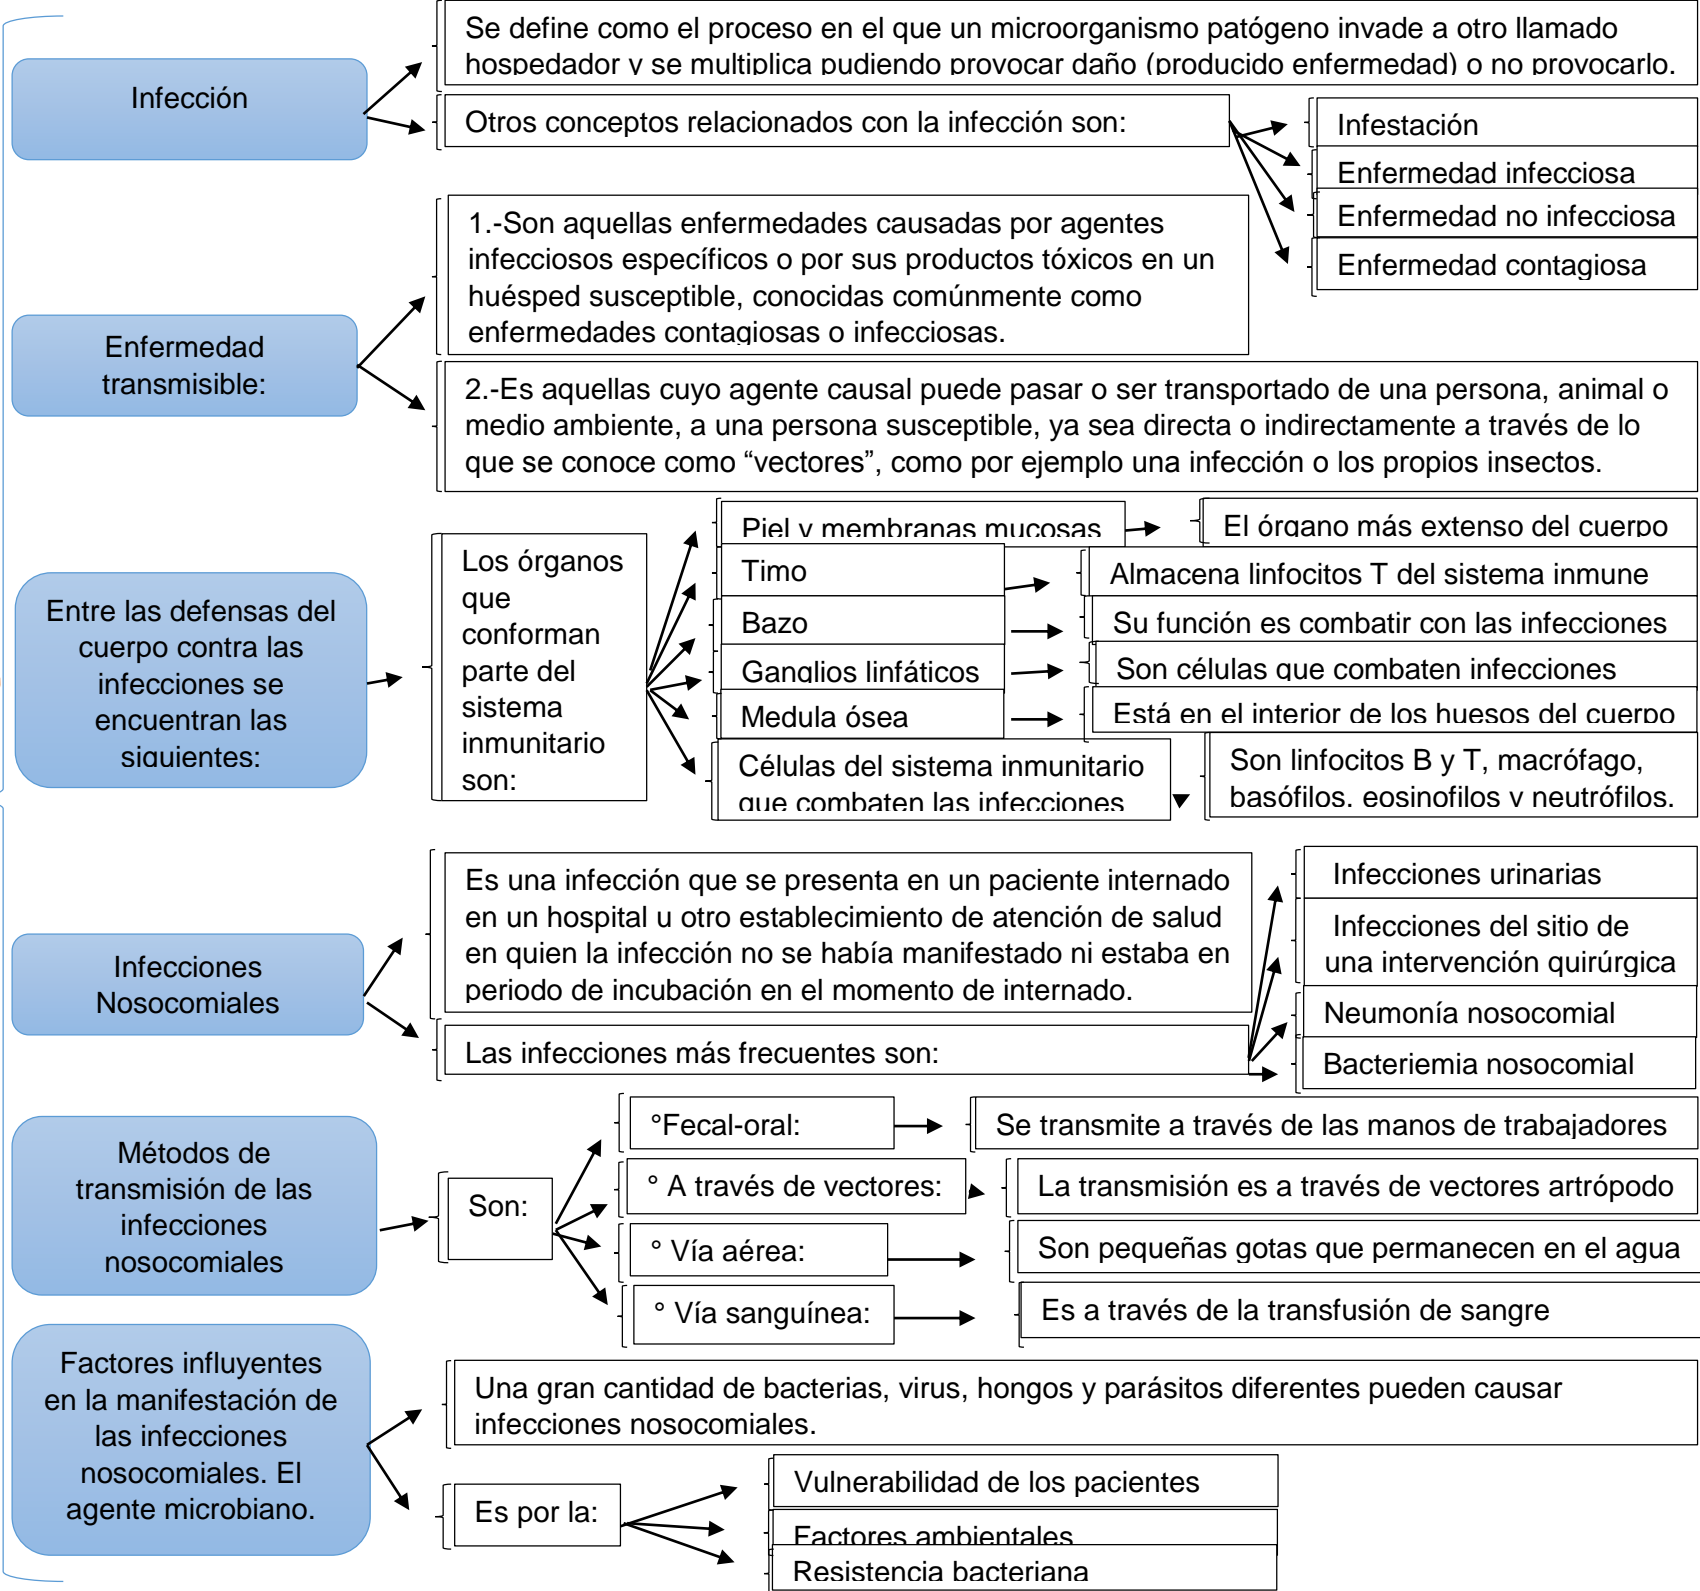 Infección
Se define como el proceso en el que un microorganismo patógeno invade a otro llamado
hospedador y se multiplica pudiendo provocar daño (producido enfermedad) o no provocarlo.
Otros conceptos relacionados con la infección son:
Infestación
Enfermedad infecciosa
Enfermedad no infecciosa
Enfermedad contagiosa
Enfermedad
transmisible:
1.-Son aquellas enfermedades causadas por agentes
infecciosos específicos o por sus productos tóxicos en un
huésped susceptible, conocidas comúnmente como
enfermedades contagiosas o infecciosas.
2.-Es aquellas cuyo agente causal puede pasar o ser transportado de una persona, animal o
medio ambiente, a una persona susceptible, ya sea directa o indirectamente a través de lo
que se conoce como “vectores”, como por ejemplo una infección o los propios insectos.
Entre las defensas del
cuerpo contra las
infecciones se
encuentran las
siguientes:
Los órganos
que
conforman
parte del
sistema
inmunitario
son:
Piel y membranas mucosas
El órgano más extenso del cuerpo
Timo
Almacena linfocitos T del sistema inmune
Bazo
Su función es combatir con las infecciones
Ganglios linfáticos
Son células que combaten infecciones
Medula ósea
Está en el interior de los huesos del cuerpo
Células del sistema inmunitario
que combaten las infecciones
Son linfocitos B y T, macrófago,
basófilos, eosinofilos y neutrófilos.
Infecciones
Nosocomiales
Es una infección que se presenta en un paciente internado
en un hospital u otro establecimiento de atención de salud
en quien la infección no se había manifestado ni estaba en
periodo de incubación en el momento de internado.
Las infecciones más frecuentes son:
Infecciones urinarias
Infecciones del sitio de
una intervención quirúrgica
Neumonía nosocomial
Bacteriemia nosocomial
Métodos de
transmisión de las
infecciones
nosocomiales
Son:
°Fecal-oral:
Se transmite a través de las manos de trabajadores
° A través de vectores:
La transmisión es a través de vectores artrópodo
° Vía aérea:
Son pequeñas gotas que permanecen en el agua
° Vía sanguínea:
Es a través de la transfusión de sangre
Factores influyentes
en la manifestación de
las infecciones
nosocomiales. El
agente microbiano.
Una gran cantidad de bacterias, virus, hongos y parásitos diferentes pueden causar
infecciones nosocomiales.
Es por la:
Vulnerabilidad de los pacientes
Factores ambientales
Resistencia bacteriana